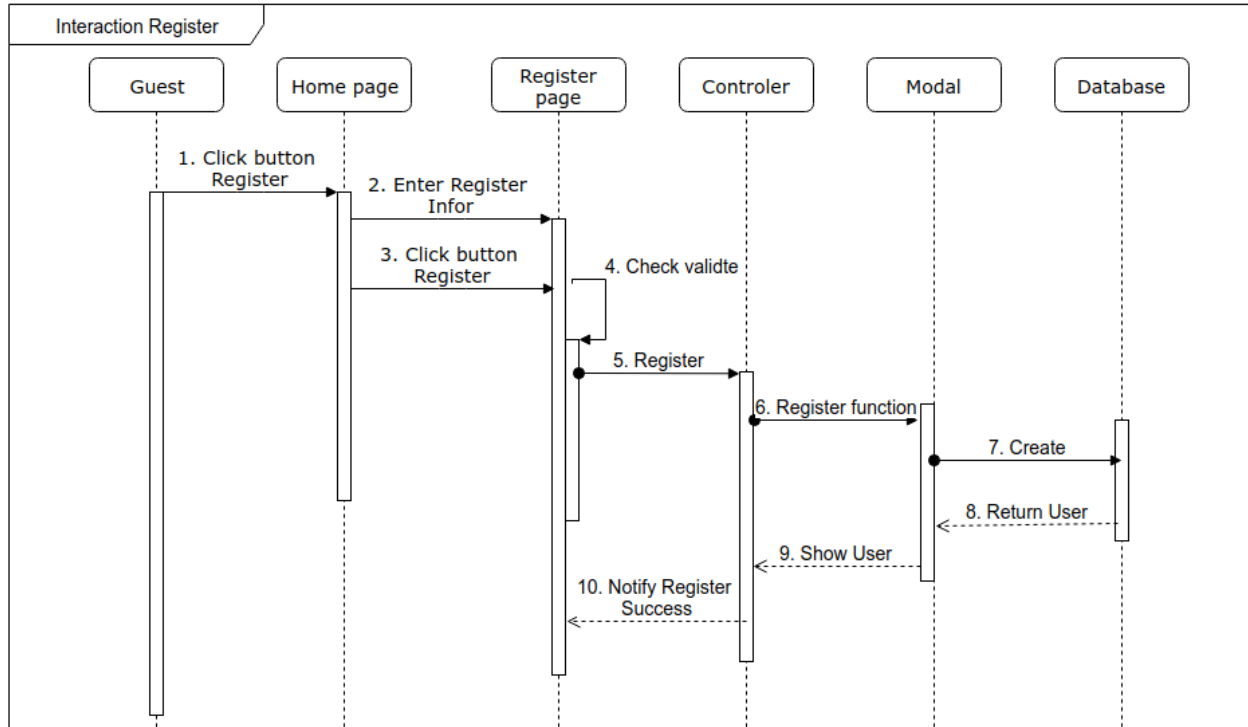 Interaction Register
Guest
Home page
Register
page
Controler
Modal
Database
1. Click button
Register
2. Enter Register
Infor
3. Click button
Register
4. Check validte
5. Register
6. Register function
7. Create
8. Return User
9. Show User
10. Notify Register
Success